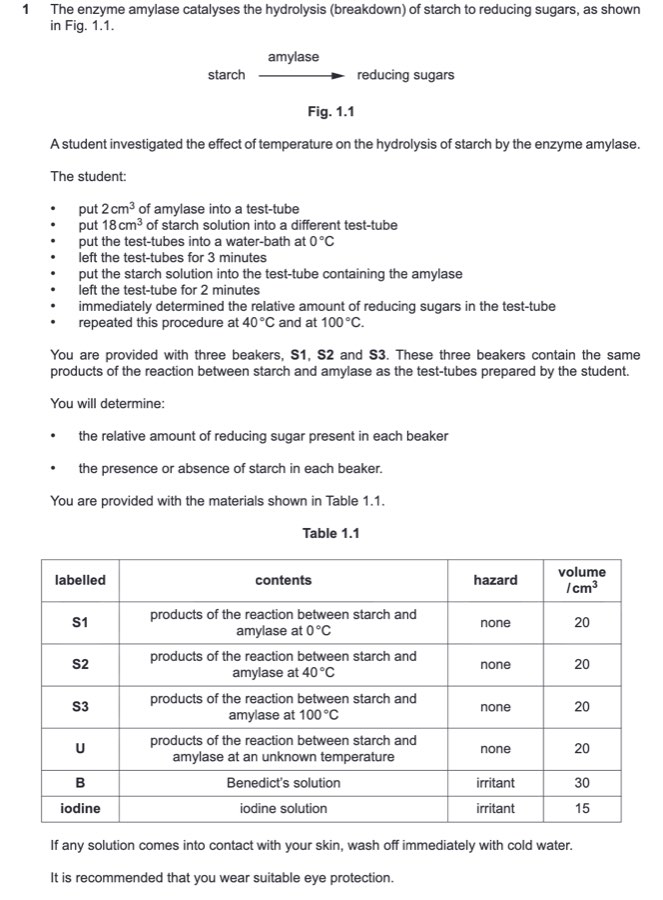 1 The enzyme amylase catalyses the hydrolysis (breakdown) of starch to reducing sugars, as shown
in Fig. 1.1.
amylase
starch reducing sugars
Fig. 1.1
A student investigated the effect of temperature on the hydrolysis of starch by the enzyme amylase.
The student:
• put 2 cm³ of amylase into a test-tube
• put 18 cm³ of starch solution into a different test-tube
• put the test-tubes into a water-bath at 0 °C
• left the test-tubes for 3 minutes
• put the starch solution into the test-tube containing the amylase
• left the test-tube for 2 minutes
• immediately determined the relative amount of reducing sugars in the test-tube
• repeated this procedure at 40 °C and at 100 °C.
You are provided with three beakers, S1, S2 and S3. These three beakers contain the same
products of the reaction between starch and amylase as the test-tubes prepared by the student.
You will determine:
• the relative amount of reducing sugar present in each beaker
• the presence or absence of starch in each beaker.
You are provided with the materials shown in Table 1.1.
Table 1.1
labelled contents hazard volume
/ cm³
S1 products of the reaction between starch and
amylase at 0 °C none 20
S2 products of the reaction between starch and
amylase at 40 °C none 20
S3 products of the reaction between starch and
amylase at 100 °C none 20
U products of the reaction between starch and
amylase at an unknown temperature none 20
B Benedict's solution irritant 30
iodine iodine solution irritant 15
If any solution comes into contact with your skin, wash off immediately with cold water.
It is recommended that you wear suitable eye protection.